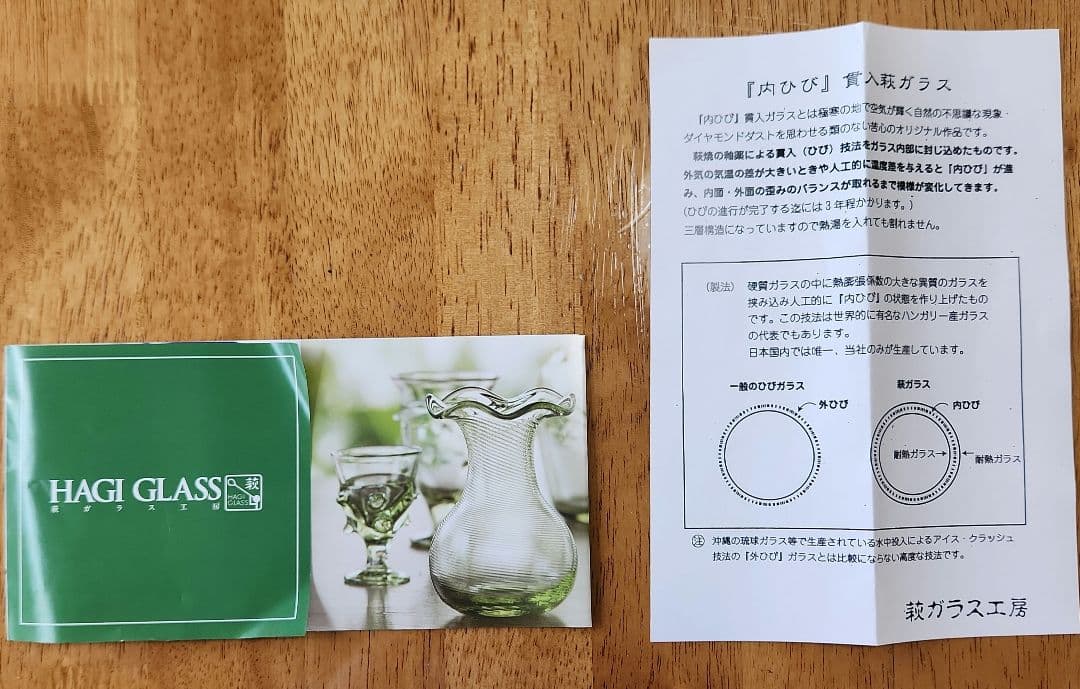 HAGI GLASS
萩ガラス工房
萩
HAGI
GLASS
『内ひび』貫入萩ガラス
「内ひび」貫入ガラスとは極寒の地で空気が輝く自然の不思議な現象・
ダイヤモンドダストを思わせる類のない苦心のオリジナル作品です。
萩焼の釉薬による貫入（ひび）技法をガラス内部に封じ込めたものです。
外気の気温の差が大きいときや人工的に温度差を与えると「内ひび」が進
み、内面・外面の歪みのバランスが取れるまで模様が変化してきます。
(ひびの進行が完了する迄には3年程かかります。)
三層構造になっていますので熱湯を入れても割れません。
（製法） 硬質ガラスの中に熱膨張係数の大きな異質のガラスを
挟み込み人工的に「内ひび」の状態を作り上げたもの
です。この技法は世界的に有名なハンガリー産ガラス
の代表でもあります。
日本国内では唯一、当社のみが生産しています。
一般のひびガラス
外ひび
萩ガラス
内ひび
耐熱ガラス
耐熱ガラス
注 沖縄の琉球ガラス等で生産されている水中投入によるアイス・クラッシュ
技法の『外ひび』ガラスとは比較にならない高度な技法です。
萩ガラス工房